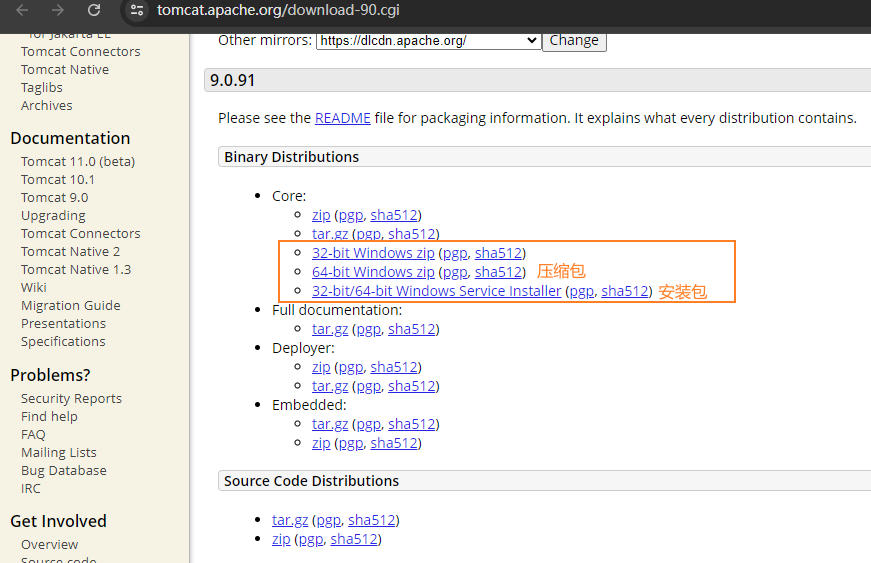 tomcat.apache.org/download-90.cgi
for Jakarta EE
Tomcat Connectors
Tomcat Native
Taglibs
Archives
Documentation
Tomcat 11.0 (beta)
Tomcat 10.1
Tomcat 9.0
Upgrading
Tomcat Connectors
Tomcat Native 2
Tomcat Native 1.3
Wiki
Migration Guide
Presentations
Specifications
Problems?
Security Reports
Find help
FAQ
Mailing Lists
Bug Database
IRC
Get Involved
Overview
Source code
Other mirrors: https://dlcdn.apache.org/ Change
9.0.91
Please see the README file for packaging information. It explains what every distribution contains.
Binary Distributions
Core:
zip (pgp, sha512)
tar.gz (pgp, sha512)
32-bit Windows zip (pgp, sha512)
64-bit Windows zip (pgp, sha512) 压缩包
32-bit/64-bit Windows Service Installer (pgp, sha512) 安装包
Full documentation:
tar.gz (pgp, sha512)
Deployer:
zip (pgp, sha512)
tar.gz (pgp, sha512)
Embedded:
tar.gz (pgp, sha512)
zip (pgp, sha512)
Source Code Distributions
tar.gz (pgp, sha512)
zip (pgp, sha512)